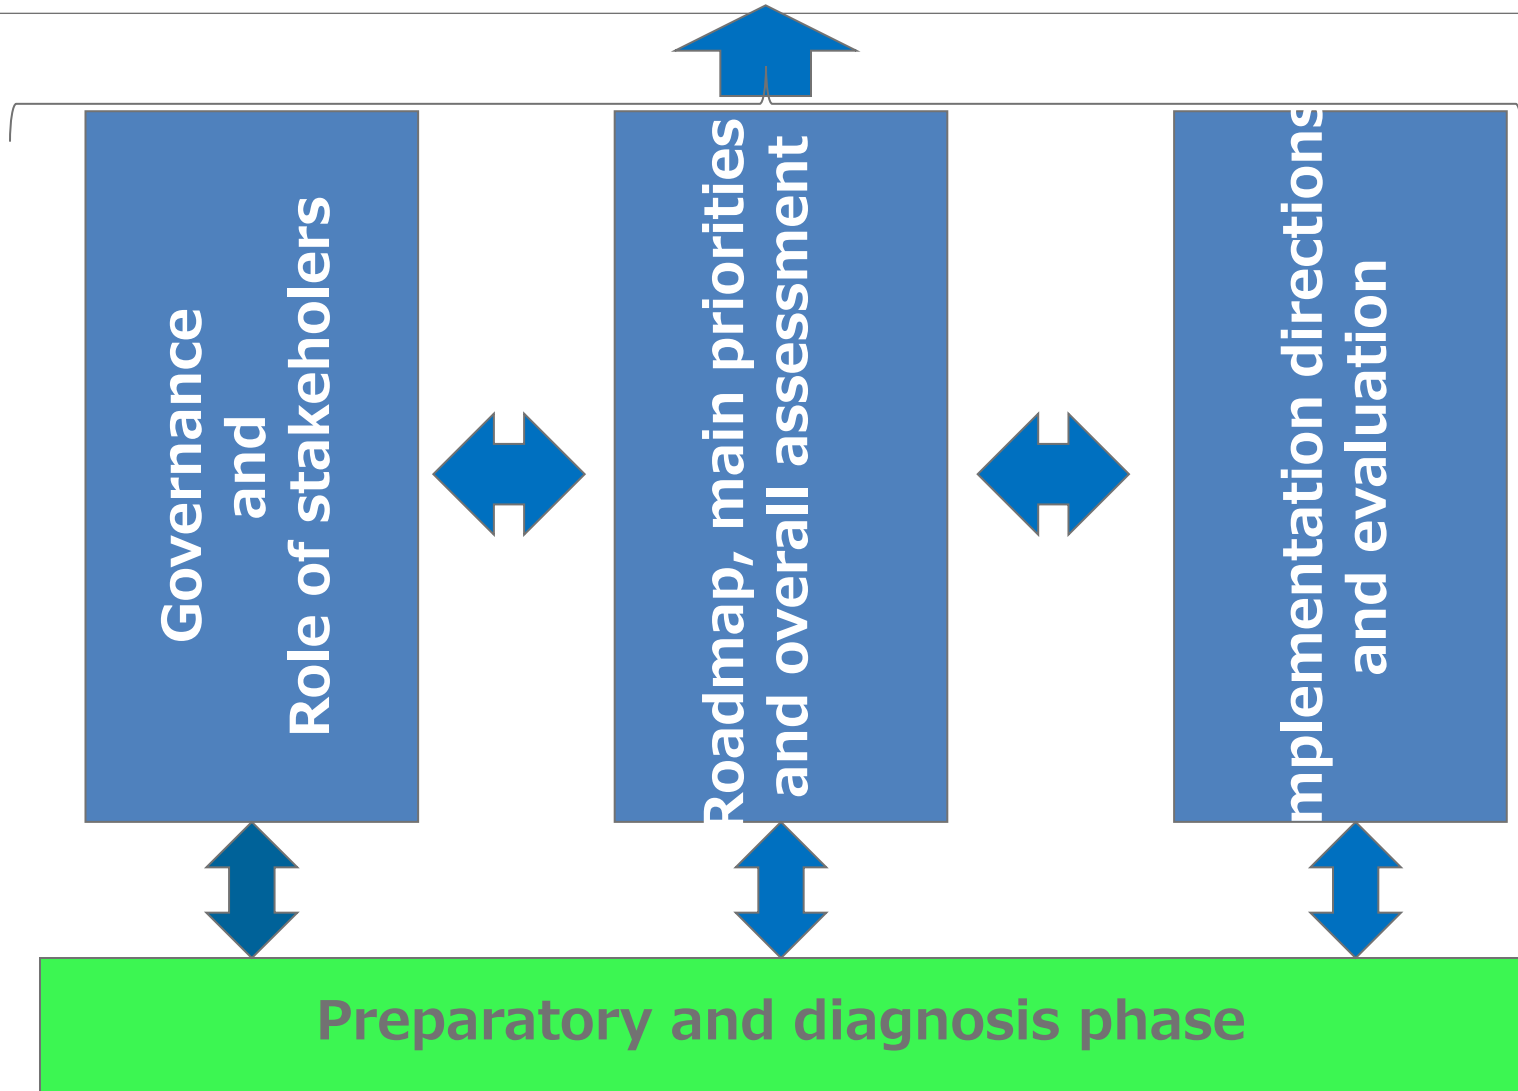 Governance
and
Role of stakeholers
Roadmap, main priorities
and overall assessment
mplementation directions
and evaluation
Preparatory and diagnosis phase